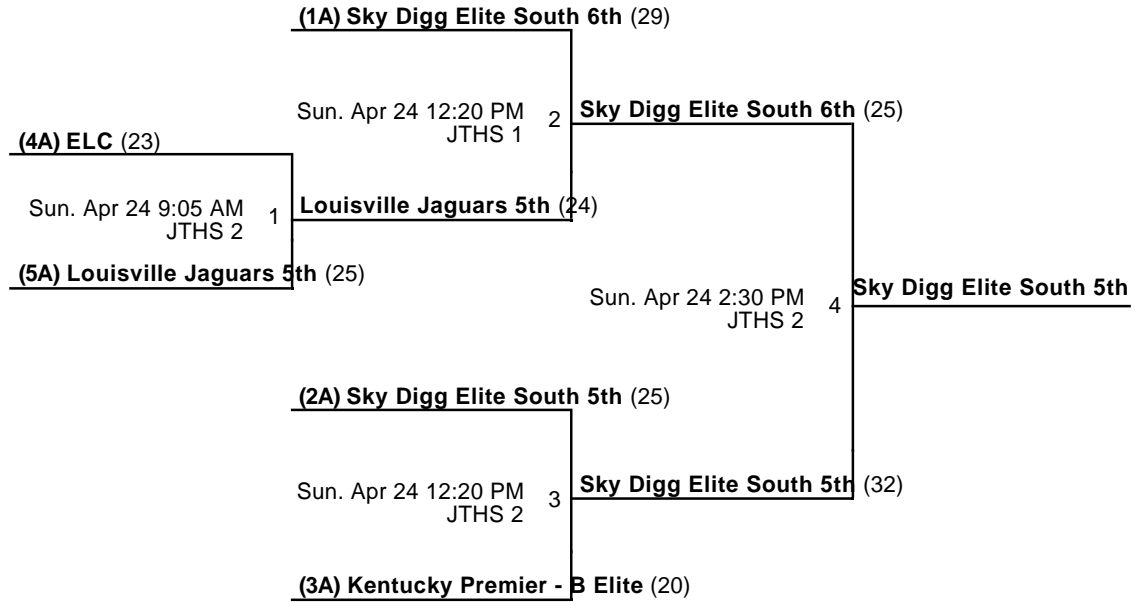 (1A) Sky Digg Elite South 6th (29)
Sun. Apr 24 12:20 PM
JTHS 1
2
Sky Digg Elite South 6th (25)
(4A) ELC (23)
Sun. Apr 24 9:05 AM
JTHS 2
1
Louisville Jaguars 5th (24)
(5A) Louisville Jaguars 5th (25)
Sun. Apr 24 2:30 PM
JTHS 2
4
Sky Digg Elite South 5th
(2A) Sky Digg Elite South 5th (25)
Sun. Apr 24 12:20 PM
JTHS 2
3
Sky Digg Elite South 5th (32)
(3A) Kentucky Premier - B Elite (20)